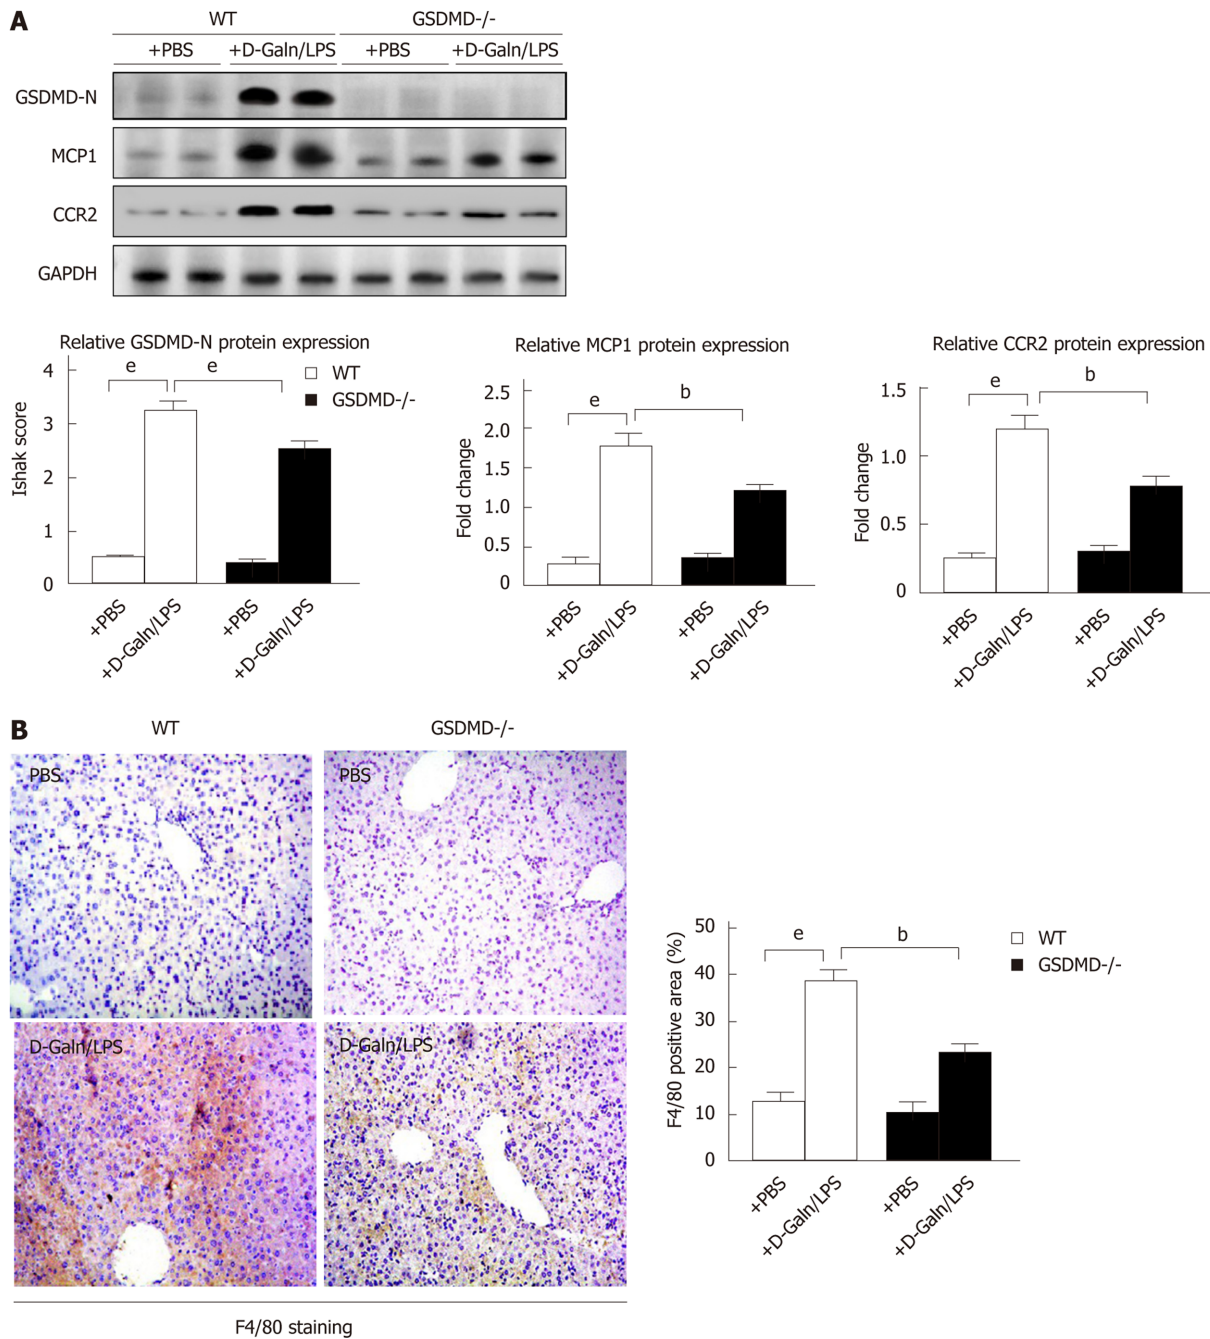 A
WT GSDMD-/-
+PBS +D-Galn/LPS +PBS +D-Galn/LPS
GSDMD-N
MCP1
CCR2
GAPDH
Relative GSDMD-N protein expression
Ishak score
4
3
2
1
0
e e
WT
GSDMD-/-
+PBS
+D-Galn/LPS
+PBS
+D-Galn/LPS
Relative MCP1 protein expression
Fold change
2.5
2.0
1.5
1.0
0.5
0
e b
+PBS
+D-Galn/LPS
+PBS
+D-Galn/LPS
Relative CCR2 protein expression
Fold change
1.5
1.0
0.5
0
e b
+PBS
+D-Galn/LPS
+PBS
+D-Galn/LPS
B
WT GSDMD-/-
PBS PBS
D-Galn/LPS D-Galn/LPS
F4/80 staining
F4/80 positive area (%)
50
40
30
20
10
0
e b
WT
GSDMD-/-
+PBS
+D-Galn/LPS
+PBS
+D-Galn/LPS